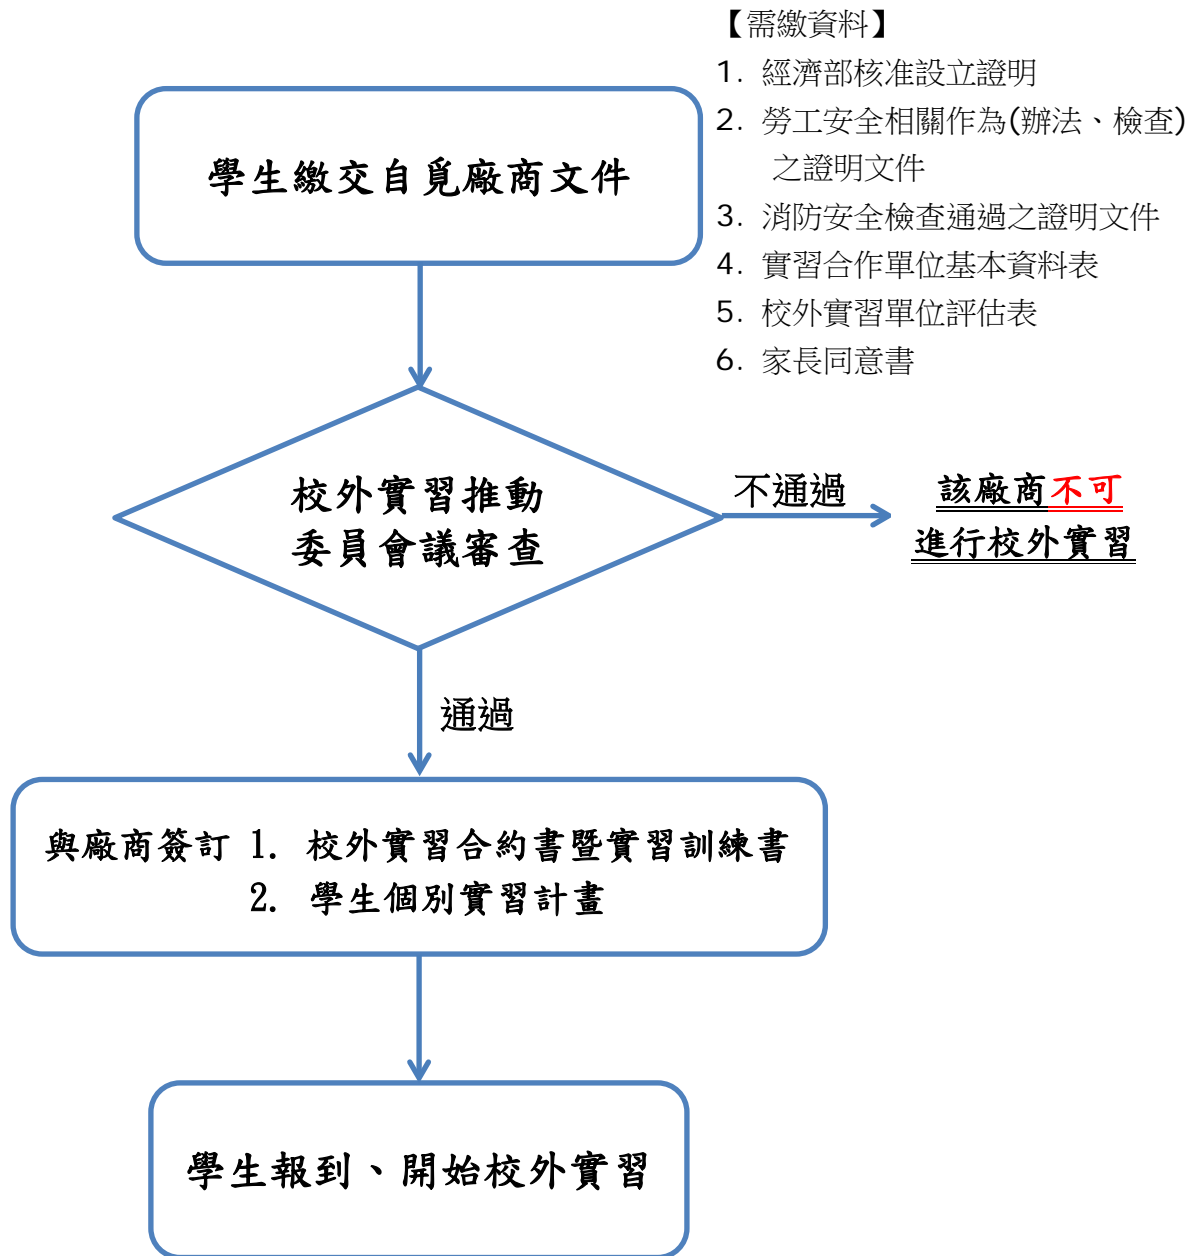 【需繳資料】
1. 經濟部核准設立證明
2. 勞工安全相關作為(辦法、檢查)
之證明文件
3. 消防安全檢查通過之證明文件
4. 實習合作單位基本資料表
5. 校外實習單位評估表
6. 家長同意書
學生繳交自覓廠商文件
校外實習推動
委員會議審查
不通過
該廠商不可
進行校外實習
通過
與廠商簽訂 1. 校外實習合約書暨實習訓練書
2. 學生個別實習計畫
學生報到、開始校外實習